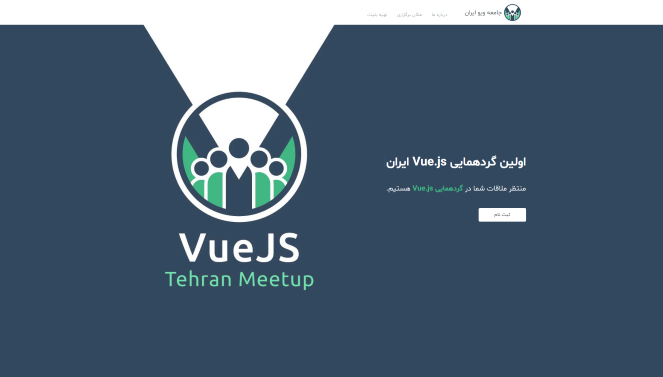 جامعه ویو ایران
درباره ما
مکان برگزاری
تهیه بلیت
اولین گردهمایی Vue.js ایران
منتظر ملاقات شما در گردهمایی Vue.js هستیم.
ثبت نام
VueJS
Tehran Meetup